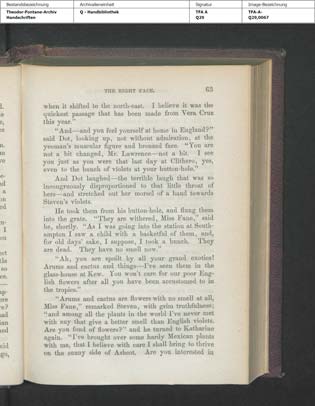 Bestandsbezeichnung Archivalieneinheit Signatur Image-Bezeichnung
Theodor-Fontane-Archiv Q - Handbibliothek TFA A TFA-A-
Handschriften Q29 Q29,0067
THE RIGHT FACE. 63
when it shifted to the north-east. I believe it was the
quickest passage that has been made from Vera Cruz
this year."
"And—and you feel yourself at home in England?"
said Dot, looking up, not without admiration, at the
yeoman's muscular figure and bronzed face. "You are
not a bit changed, Mr. Lawrence—not a bit. I see
you just as you were that last day at Clithero; yes,
even to the bunch of violets at your button-hole."
And Dot laughed—the terrible laugh that was so
incongruously disproportioned to that little throat of
hers—and stretched out her morsel of a hand towards
Steven's violets.
He took them from his button-hole, and flung them
into the grate. "They are withered, Miss Fane," said
he, shortly. "As I was going into the station at South-
ampton I saw a child with a basketful of them, and,
for old days' sake, I suppose, I took a bunch. They
are dead. They have no smell now."
"Ah, you are spoilt by all your grand exotics!
Arums and cactus and things—I've seen them in the
glass-house at Kew. You won't care for our poor Eng-
lish flowers after all you have been accustomed to in
the tropics."
"Arums and cactus are flowers with no smell at all,
Miss Fane," remarked Steven, with grim truthfulness;
"and among all the plants in the world I've never met
with any that give a better smell than English violets.
Are you fond of flowers?" and he turned to Katharine
again. "I've brought over some hardy Mexican plants
with me, that I believe with care I shall bring to thrive
on the sunny side of Ashcot. Are you interested in